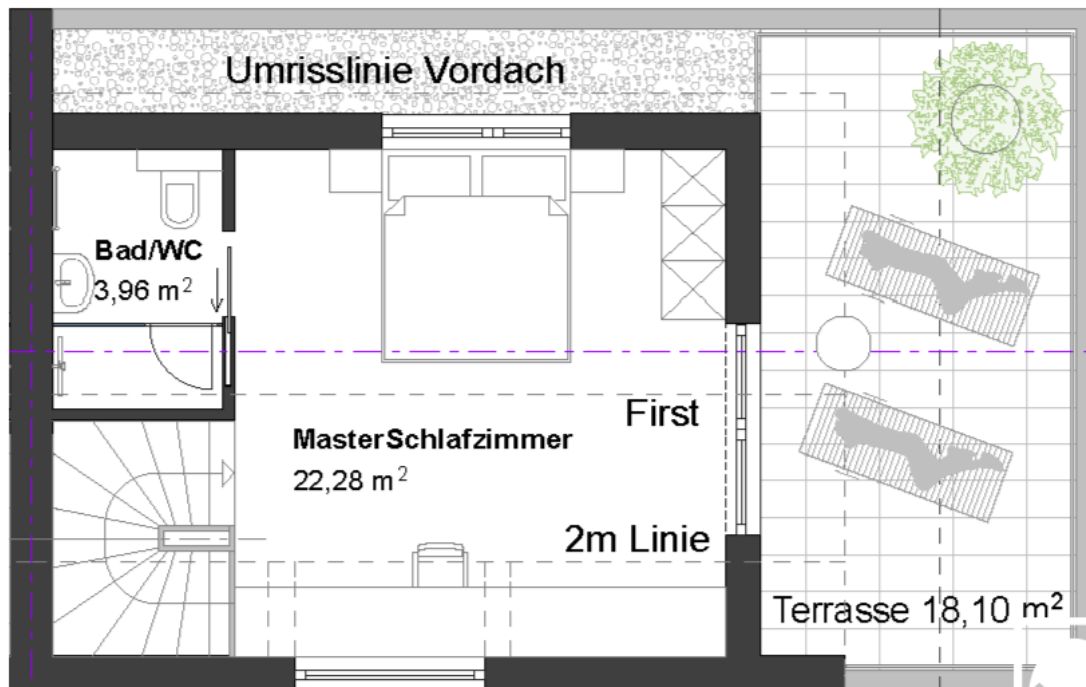 Umrisslinie Vordach
Bad/WC
3,96 m²
First
MasterSchlafzimmer
22,28 m²
2m Linie
Terrasse 18,10 m²